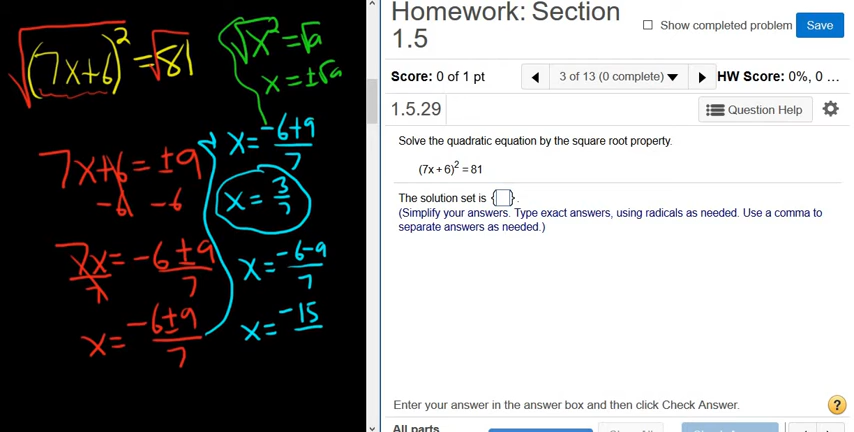 √(7x+6)² = √81
√x² = √a
x = ±√a
7x+6 = ±9
-6 -6
7x/7 = -6±9/7
x = -6±9/7
x = -6+9/7
x = 3/7
x = -6-9/7
x = -15
Homework: Section 1.5
Show completed problem
Save
Score: 0 of 1 pt
3 of 13 (0 complete)
HW Score: 0%, 0 ...
1.5.29
Question Help
Solve the quadratic equation by the square root property.
(7x + 6)² = 81
The solution set is { }.
(Simplify your answers. Type exact answers, using radicals as needed. Use a comma to
separate answers as needed.)
Enter your answer in the answer box and then click Check Answer.
?
All parts